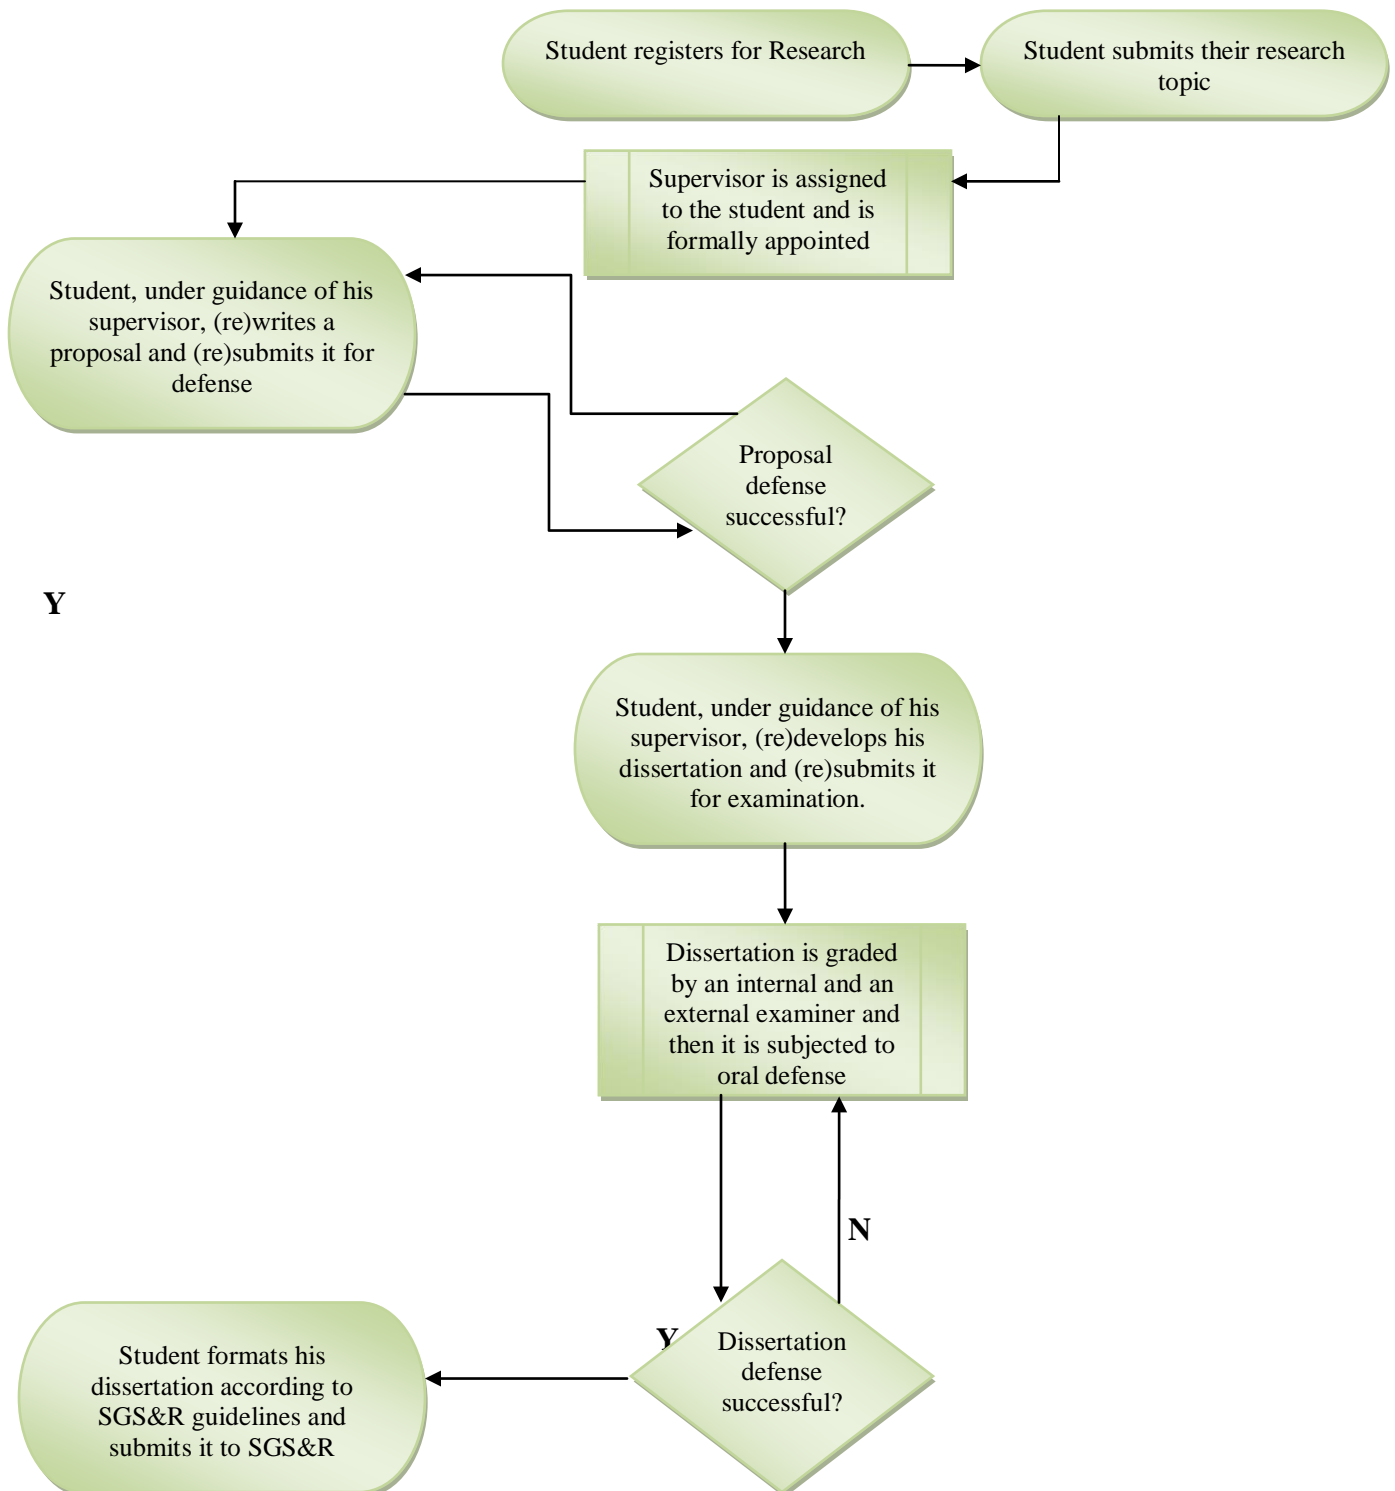 Student registers for Research
Student submits their research
topic
Supervisor is assigned
to the student and is
formally appointed
Student, under guidance of his
supervisor, (re)writes a
proposal and (re)submits it for
defense
Proposal
defense
successful?
Y
Student, under guidance of his
supervisor, (re)develops his
dissertation and (re)submits it
for examination.
Dissertation is graded
by an internal and an
external examiner and
then it is subjected to
oral defense
N
Y
Dissertation
defense
successful?
Student formats his
dissertation according to
SGS&R guidelines and
submits it to SGS&R